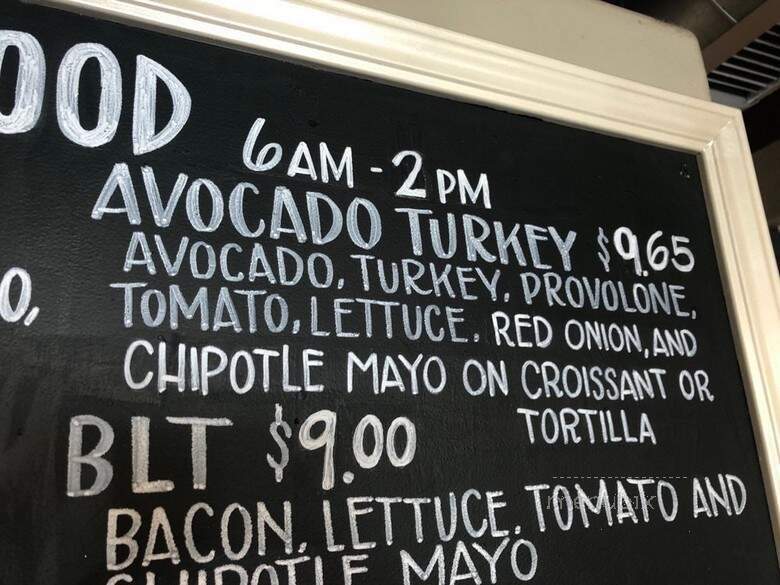 OOD
6AM - 2PM
AVOCADO TURKEY $9.65
AVOCADO, TURKEY, PROVOLONE,
O, TOMATO, LETTUCE, RED ONION, AND
CHIPOTLE MAYO ON CROISSANT OR
TORTILLA
BLT $9.00
BACON, LETTUCE, TOMATO AND
CHIPOTLE MAYO